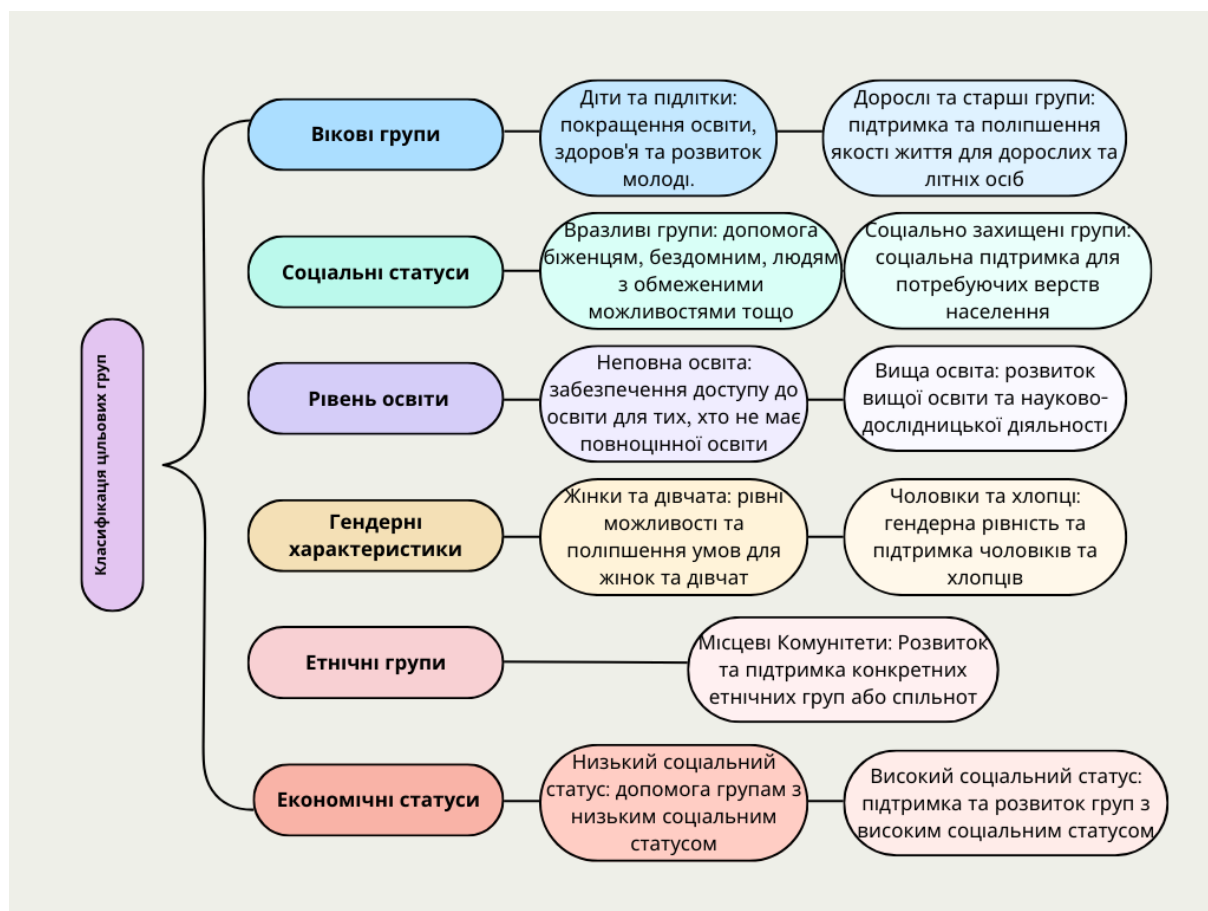 Класифікація цільових груп
Вікові групи
Діти та підлітки:
покращення освіти,
здоров'я та розвиток
молоді.
Дорослі та старші групи:
підтримка та поліпшення
якості життя для дорослих та
літніх осіб
Соціальні статуси
Вразливі групи: допомога
біженцям, бездомним, людям
з обмеженими
можливостями тощо
Соціально захищені групи:
соціальна підтримка для
потребуючих верств
населення
Рівень освіти
Неповна освіта:
забезпечення доступу до
освіти для тих, хто не має
повноцінної освіти
Вища освіта: розвиток
вищої освіти та науково-
дослідницької діяльності
Гендерні
характеристики
Жінки та дівчата: рівні
можливості та
поліпшення умов для
жінок та дівчат
Чоловіки та хлопці:
гендерна рівність та
підтримка чоловіків та
хлопців
Етнічні групи
Місцеві Комунітети: Розвиток
та підтримка конкретних
етнічних груп або спільнот
Економічні статуси
Низький соціальний
статус: допомога групам з
низьким соціальним
статусом
Високий соціальний статус:
підтримка та розвиток груп з
високим соціальним статусом